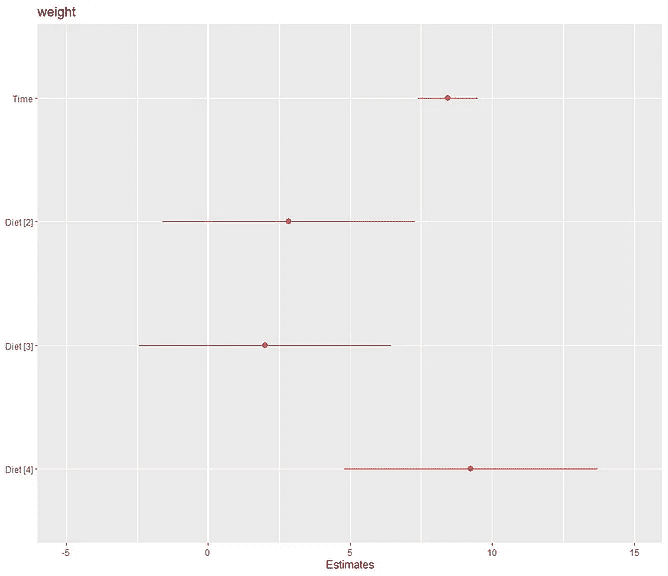 weight
Time
Diet [2]
Diet [3]
Diet [4]
-5 0 5 10 15
Estimates